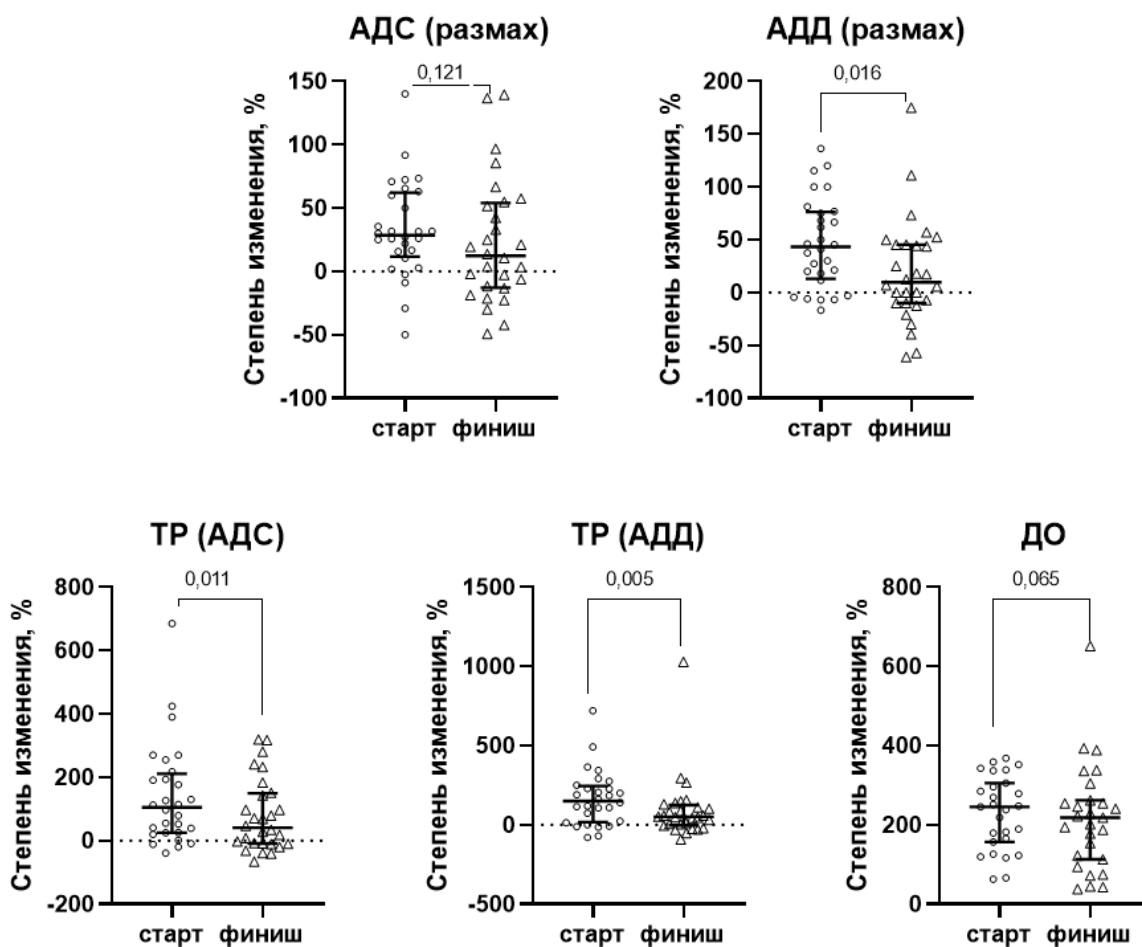 АДС (размах)
0,121
Степень изменения, %
150
100
50
0
-50
-100
старт финиш
АДД (размах)
0,016
Степень изменения, %
200
150
100
50
0
-50
-100
старт финиш
ТР (АДС)
0,011
Степень изменения, %
800
600
400
200
0
-200
старт финиш
ТР (АДД)
0,005
Степень изменения, %
1500
1000
500
0
-500
старт финиш
ДО
0,065
Степень изменения, %
800
600
400
200
0
старт финиш